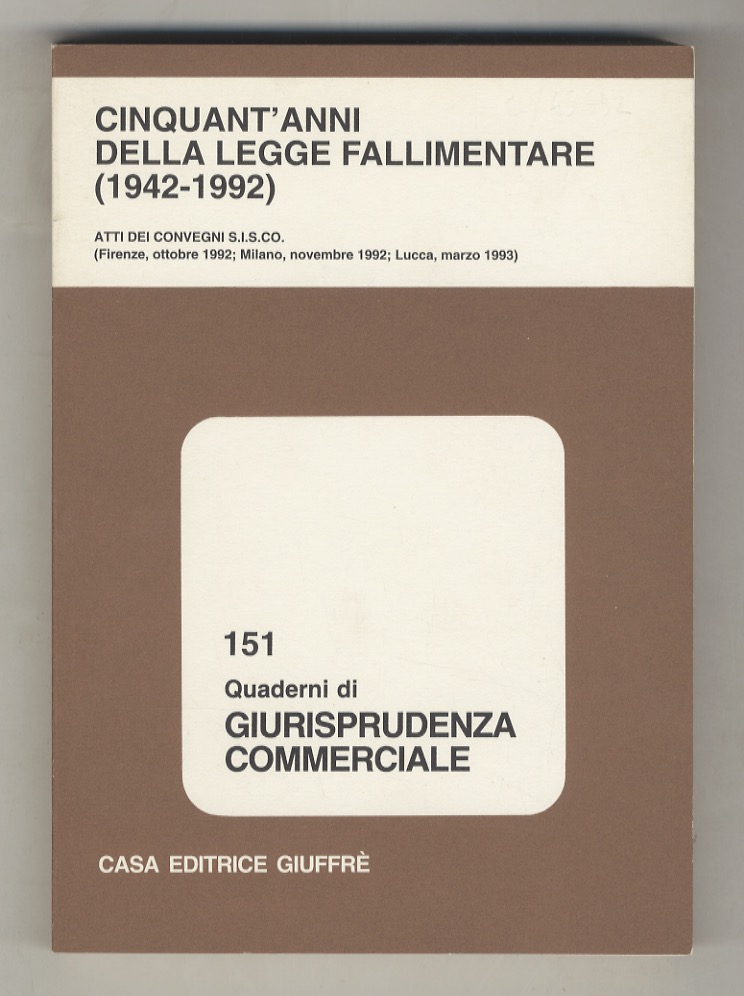 CINQUANT'ANNI
DELLA LEGGE FALLIMENTARE
(1942-1992)
ATTI DEI CONVEGNI S.I.S.CO.
(Firenze, ottobre 1992; Milano, novembre 1992; Lucca, marzo 1993)
151
Quaderni di
GIURISPRUDENZA
COMMERCIALE
CASA EDITRICE GIUFFRÈ